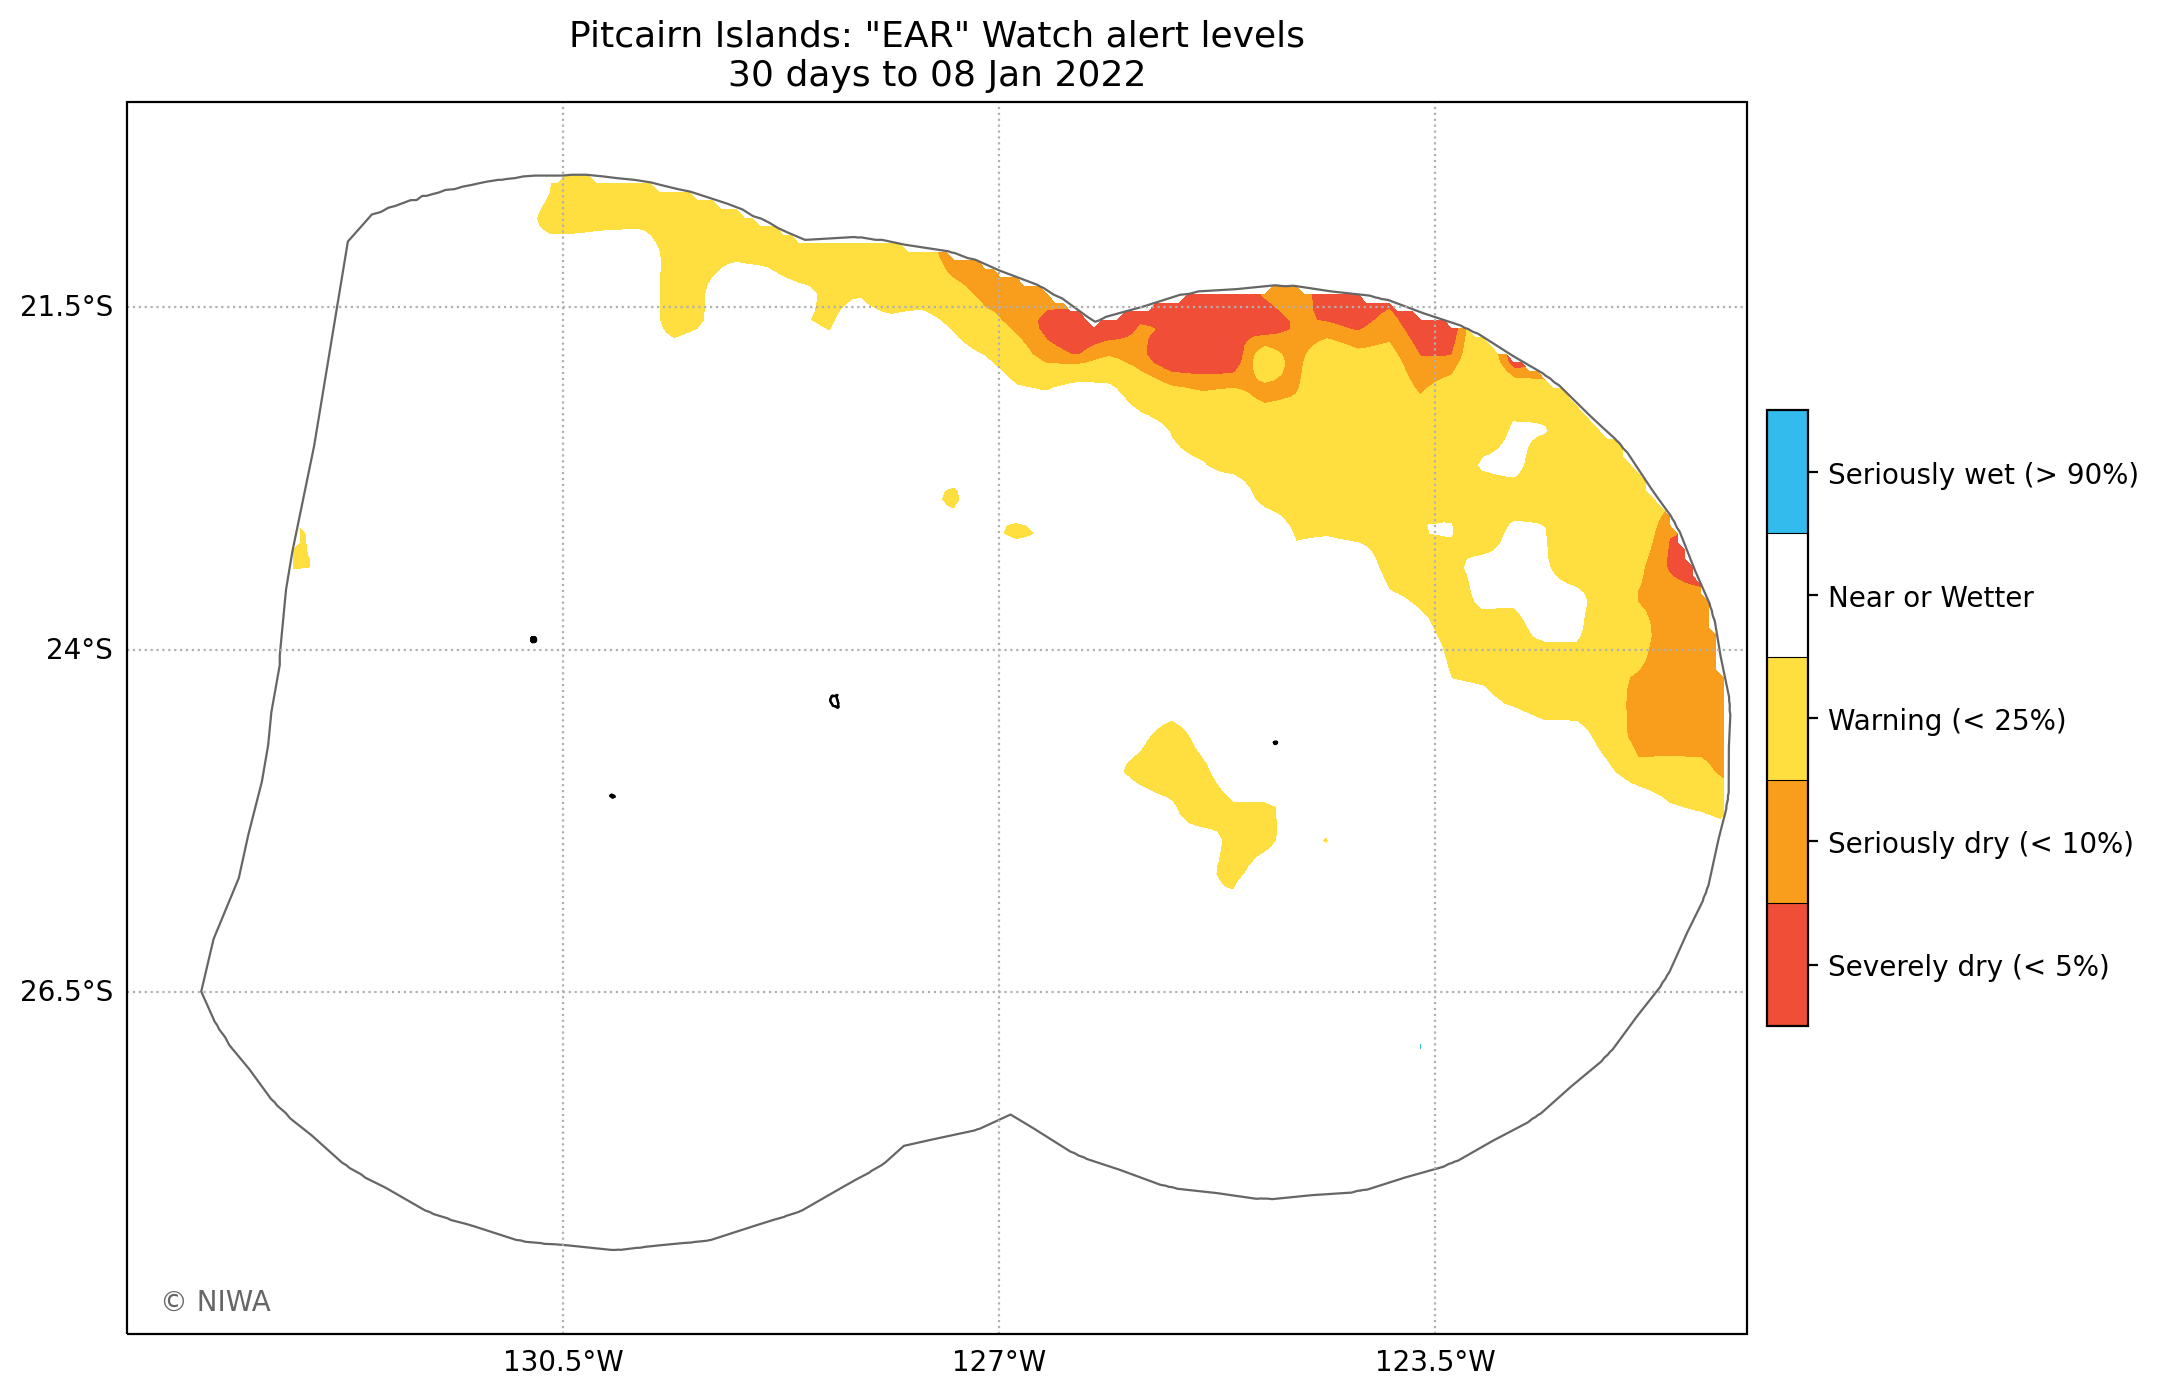 Pitcairn Islands: "EAR" Watch alert levels
30 days to 08 Jan 2022
21.5°S
24°S
26.5°S
130.5°W
127°W
123.5°W
Seriously wet (> 90%)
Near or Wetter
Warning (< 25%)
Seriously dry (< 10%)
Severely dry (< 5%)
© NIWA